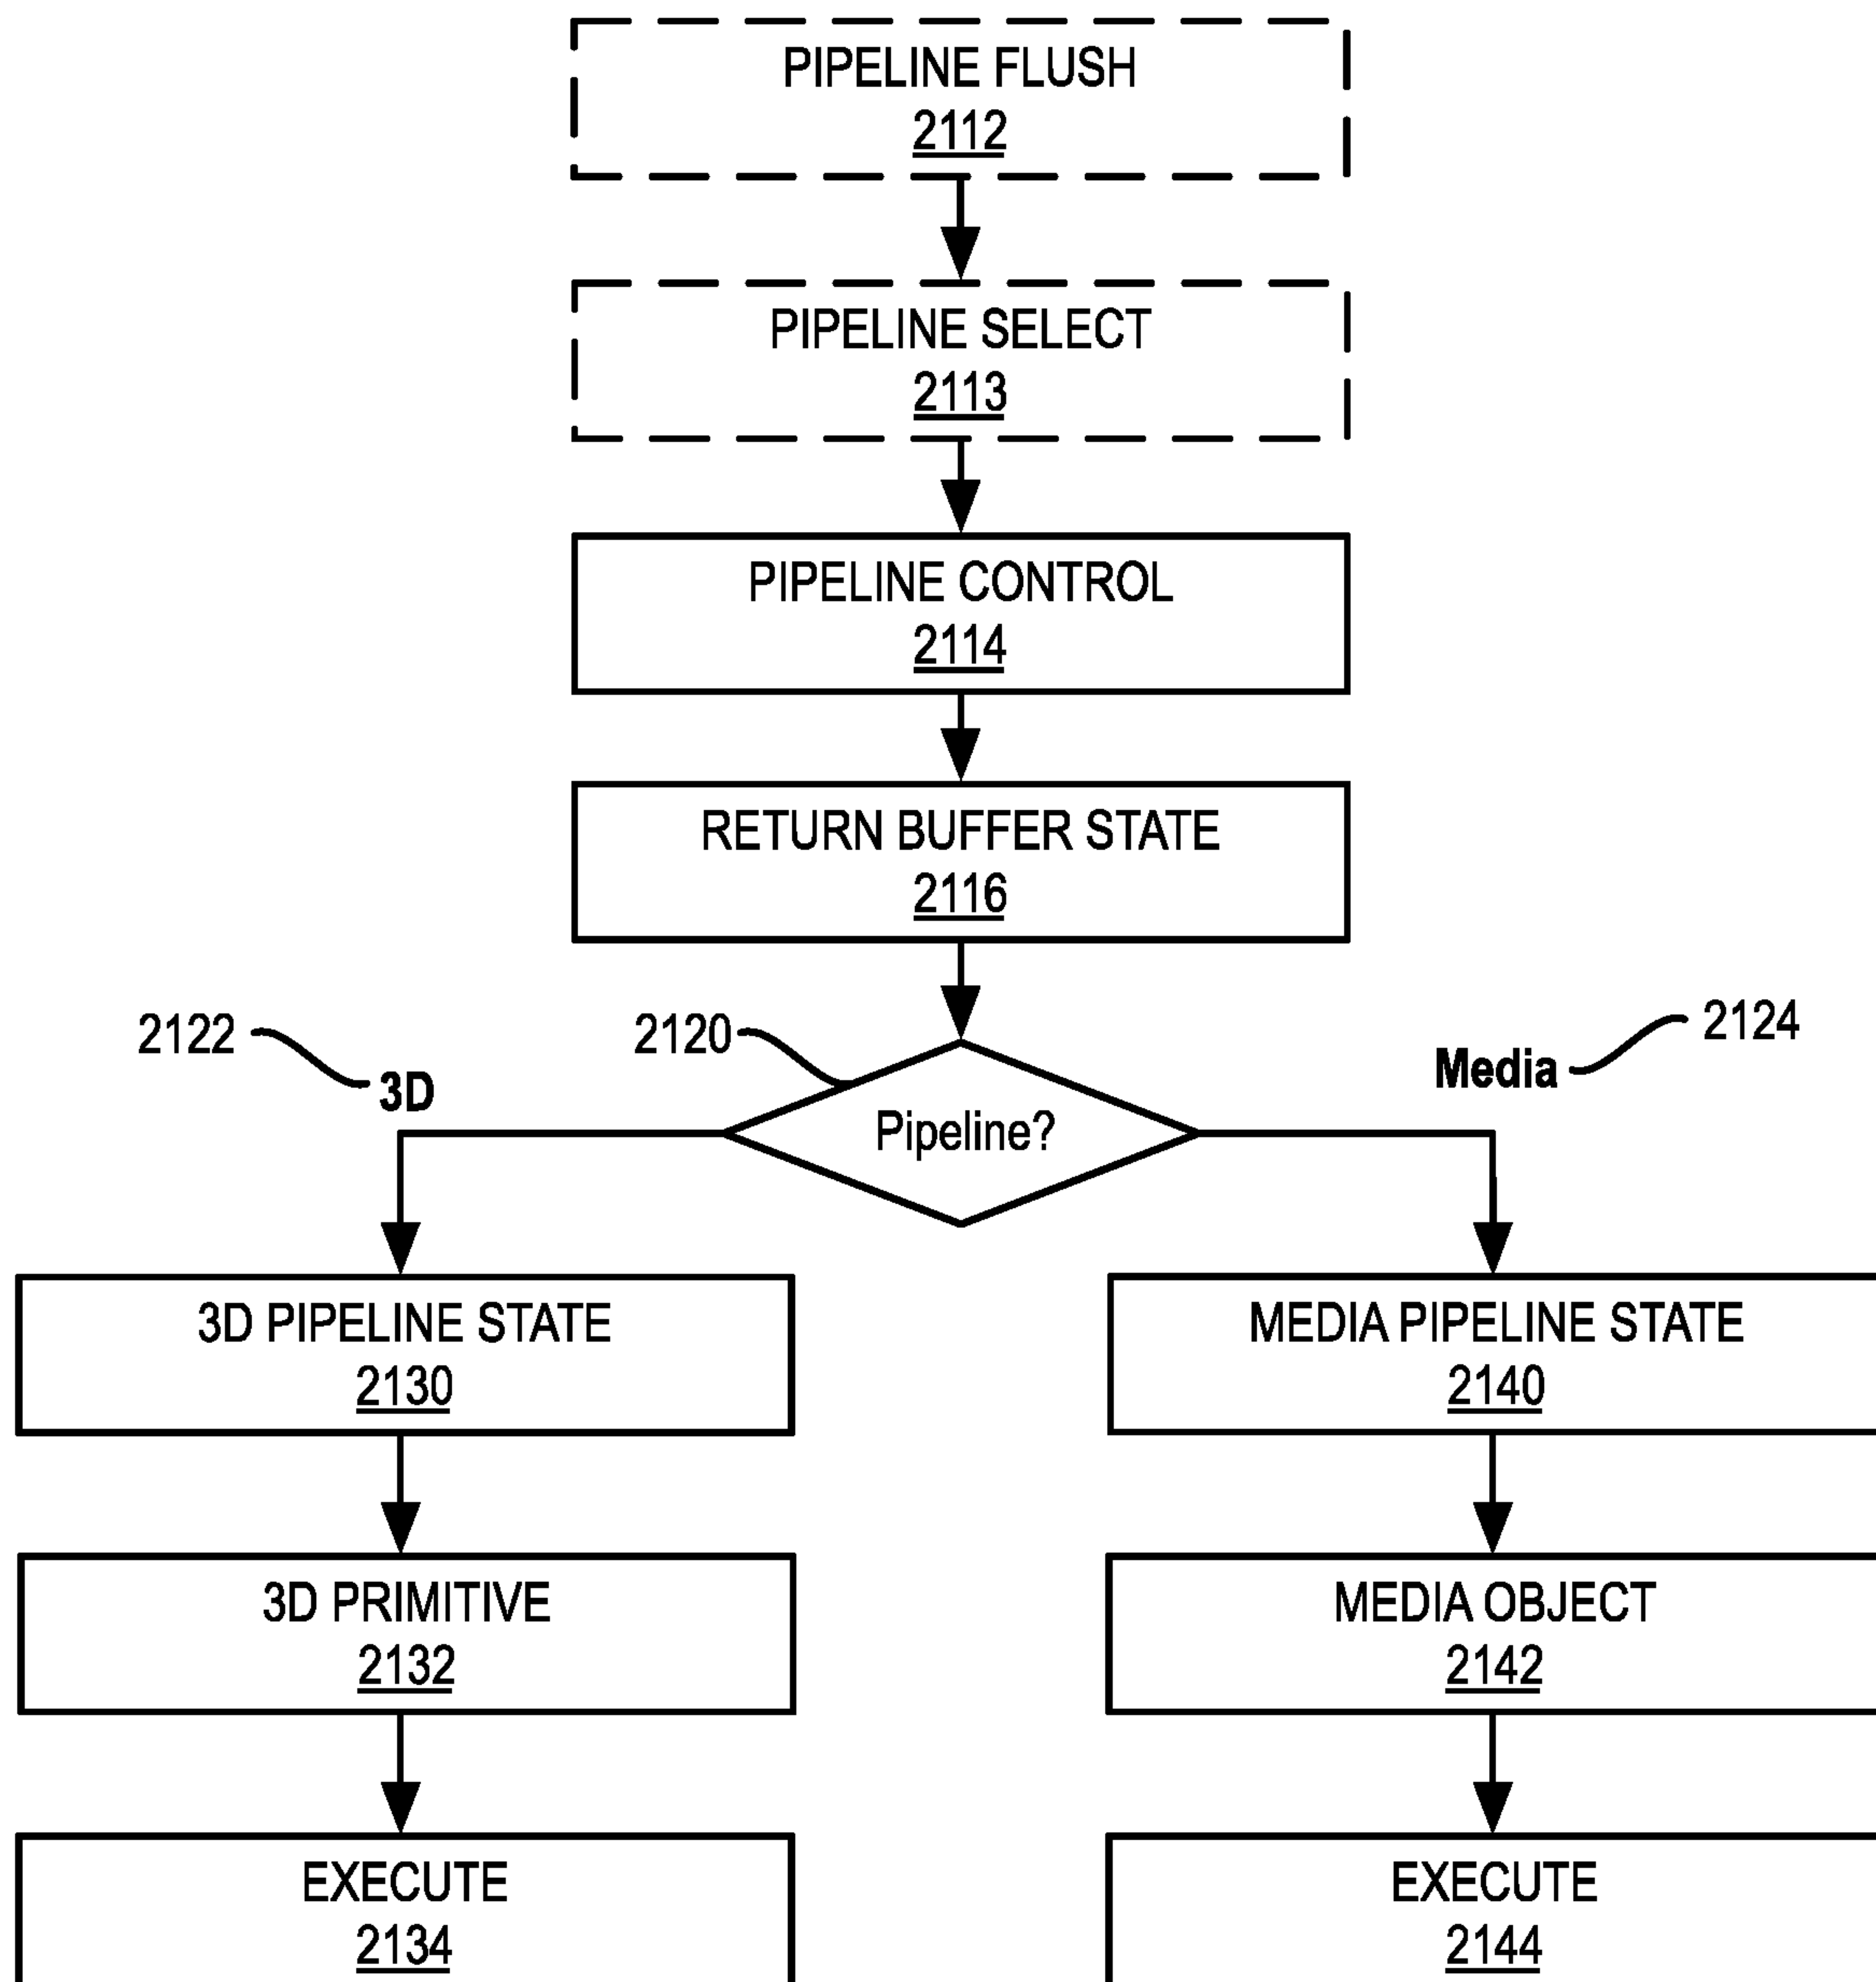 PIPELINE FLUSH
2112
PIPELINE SELECT
2113
PIPELINE CONTROL
2114
RETURN BUFFER STATE
2116
2122
3D
2120
Pipeline?
Media
2124
3D PIPELINE STATE
2130
MEDIA PIPELINE STATE
2140
3D PRIMITIVE
2132
MEDIA OBJECT
2142
EXECUTE
2134
EXECUTE
2144